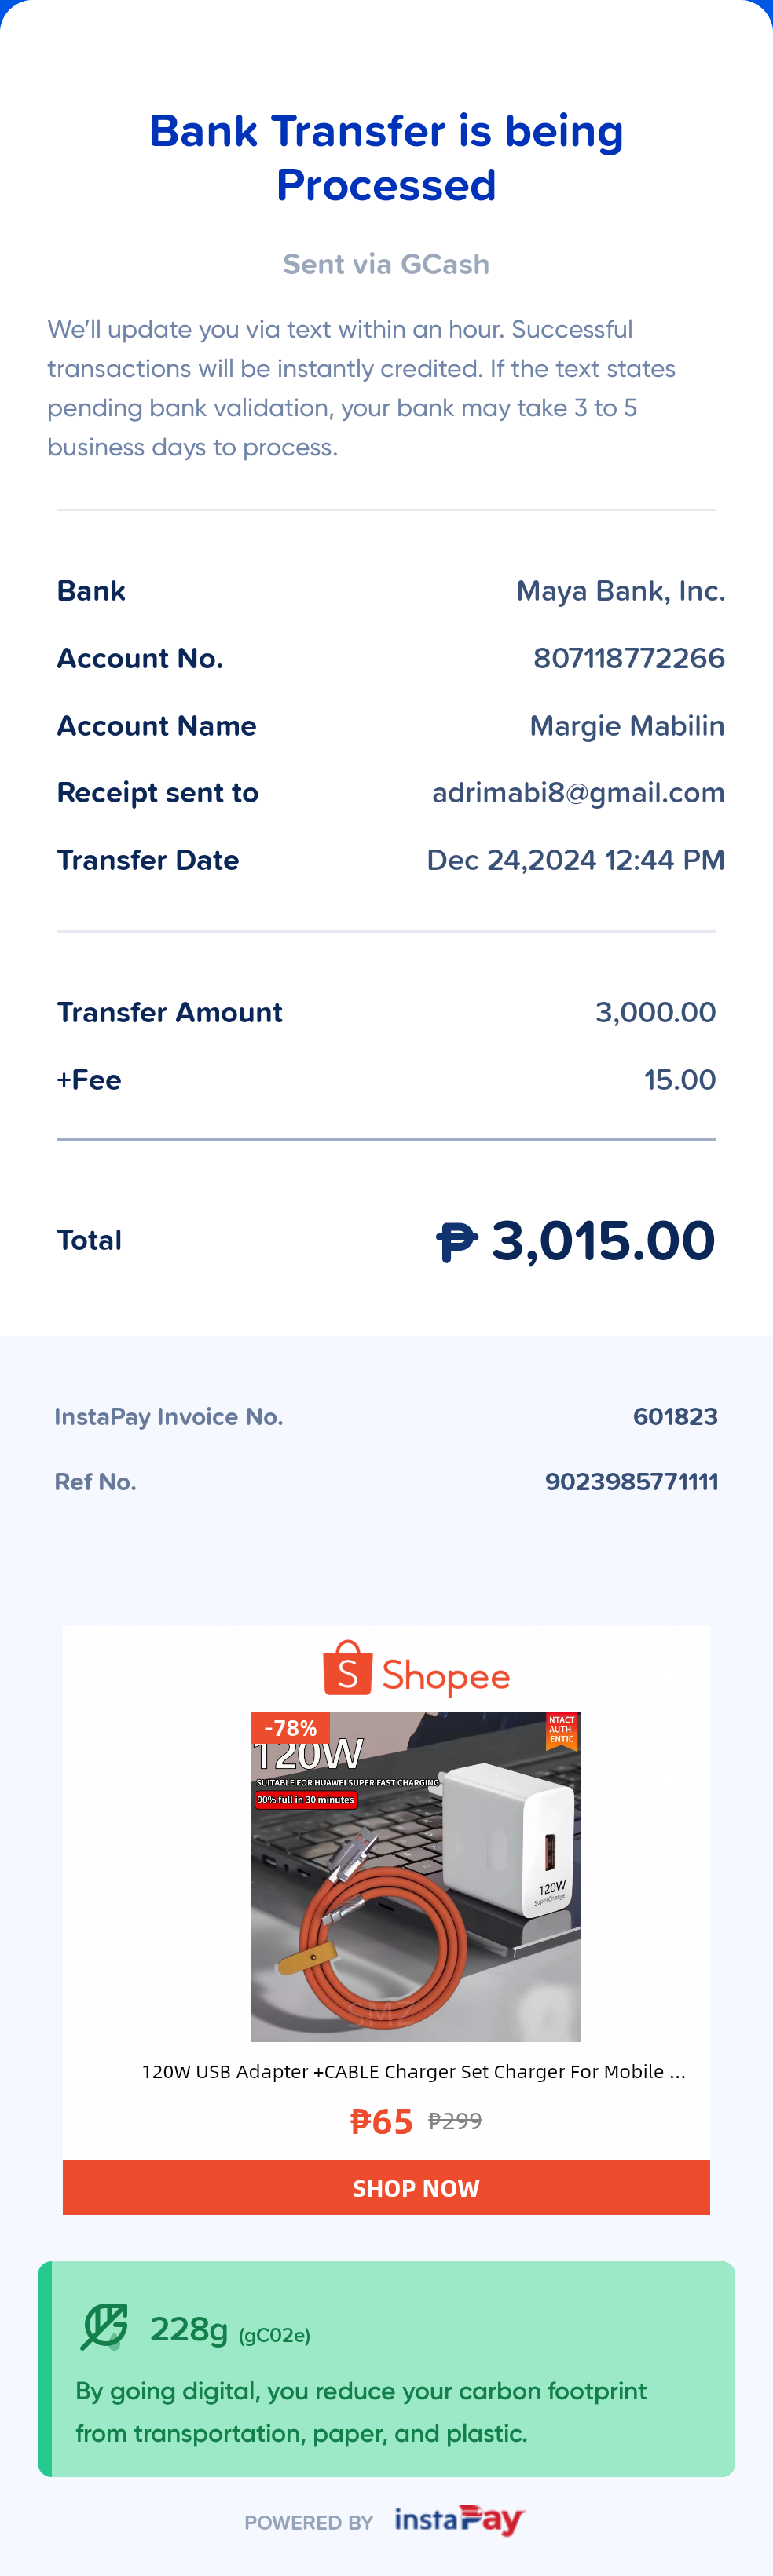 Bank Transfer is being
Processed
Sent via GCash
We'll update you via text within an hour. Successful
transactions will be instantly credited. If the text states
pending bank validation, your bank may take 3 to 5
business days to process.
Bank Maya Bank, Inc.
Account No. 807118772266
Account Name Margie Mabilin
Receipt sent to adrimabi8@gmail.com
Transfer Date Dec 24,2024 12:44 PM
Transfer Amount 3,000.00
+Fee 15.00
Total ₱ 3,015.00
InstaPay Invoice No. 601823
Ref No. 9023985771111
S Shopee
-78%
NTACT
AUTH-
ENTIC
120W
SUITABLE FOR HUAWEI SUPER FAST CHARGING
90% full in 30 minutes
120W
SuperCharge
SMZ
120W USB Adapter +CABLE Charger Set Charger For Mobile ...
₱65 ₱299
SHOP NOW
228g (gC02e)
By going digital, you reduce your carbon footprint
from transportation, paper, and plastic.
POWERED BY instaPay